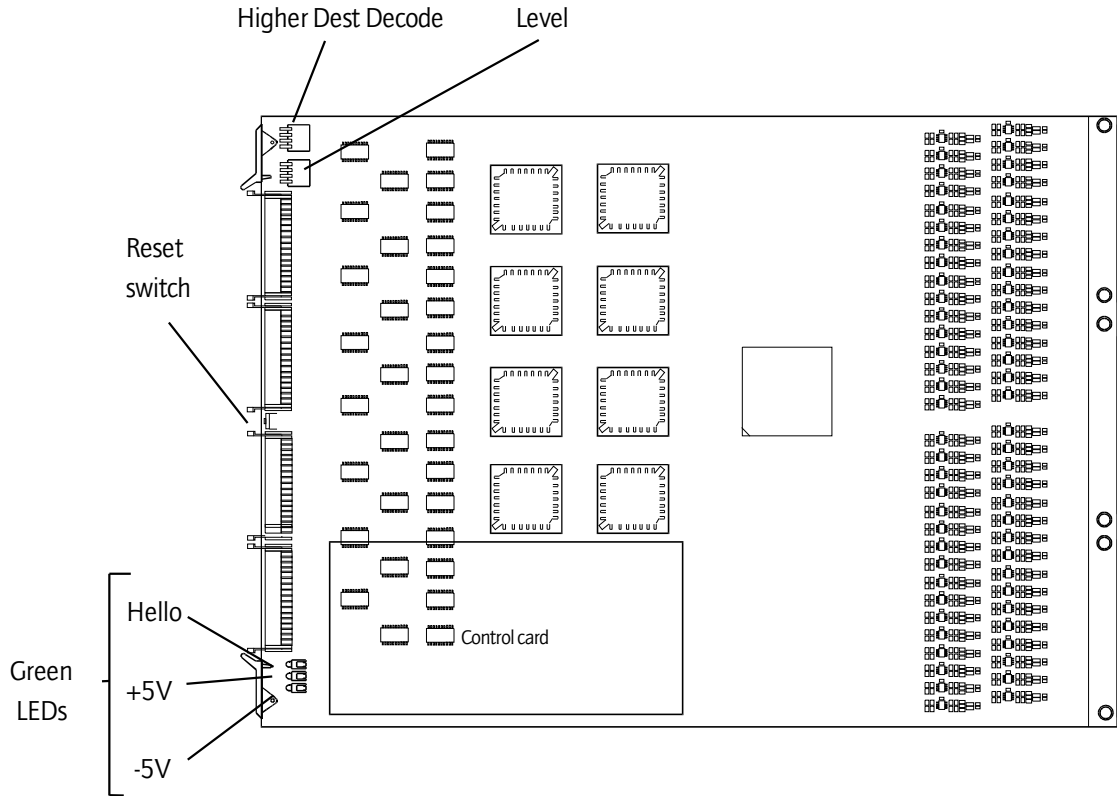 Higher Dest Decode
Level
Reset
switch
Hello
Green
LEDs
+5V
-5V
Control card